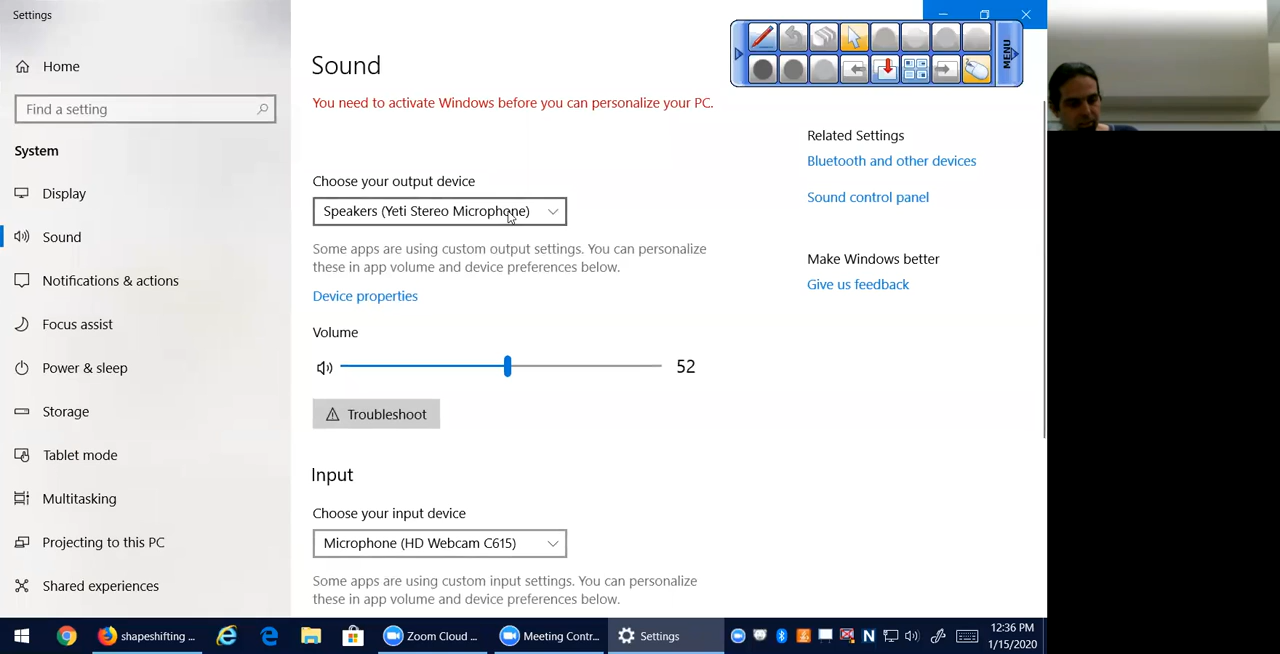 Settings
Home
Find a setting
System
Display
Sound
Notifications & actions
Focus assist
Power & sleep
Storage
Tablet mode
Multitasking
Projecting to this PC
Shared experiences
Sound
You need to activate Windows before you can personalize your PC.
Choose your output device
Speakers (Yeti Stereo Microphone)
Some apps are using custom output settings. You can personalize
these in app volume and device preferences below.
Device properties
Volume
52
Troubleshoot
Input
Choose your input device
Microphone (HD Webcam C615)
Some apps are using custom input settings. You can personalize
these in app volume and device preferences below.
MENU
Related Settings
Bluetooth and other devices
Sound control panel
Make Windows better
Give us feedback
shapeshifting ...
Zoom Cloud ...
Meeting Contr...
Settings
N
12:36 PM
1/15/2020